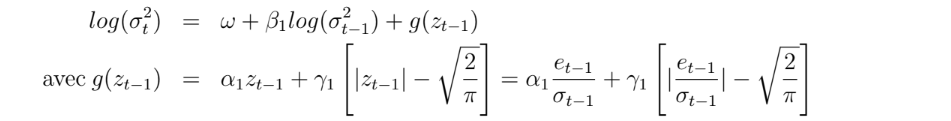 log(σ_t^2) = ω + β_1 log(σ_{t−1}^2) + g(z_{t−1})
avec g(z_{t−1}) = α_1 z_{t−1} + γ_1 [|z_{t−1}| − √(2/π)] = α_1 e_{t−1}/σ_{t−1} + γ_1 [|e_{t−1}/σ_{t−1}| − √(2/π)]